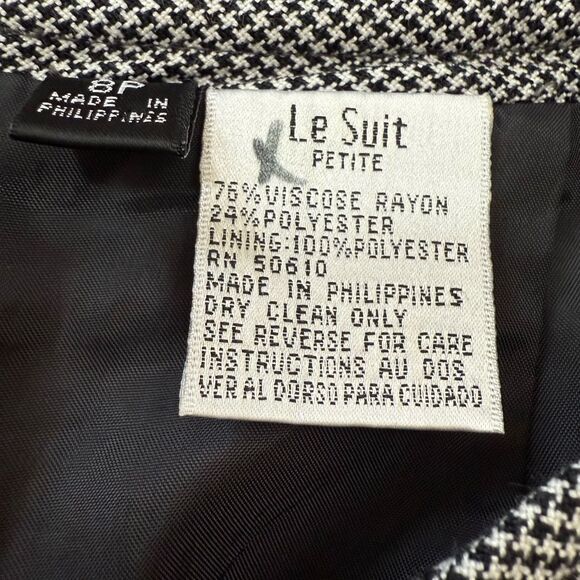 8P
MADE IN
PHILIPPINES
Le Suit
PETITE
76% VISCOSE RAYON
24% POLYESTER
LINING:100%POLYESTER
RN 50610
MADE IN PHILIPPINES
DRY CLEAN ONLY
SEE REVERSE FOR CARE
INSTRUCTIONS AU DOS
VER AL DORSO PARA CUIDADO